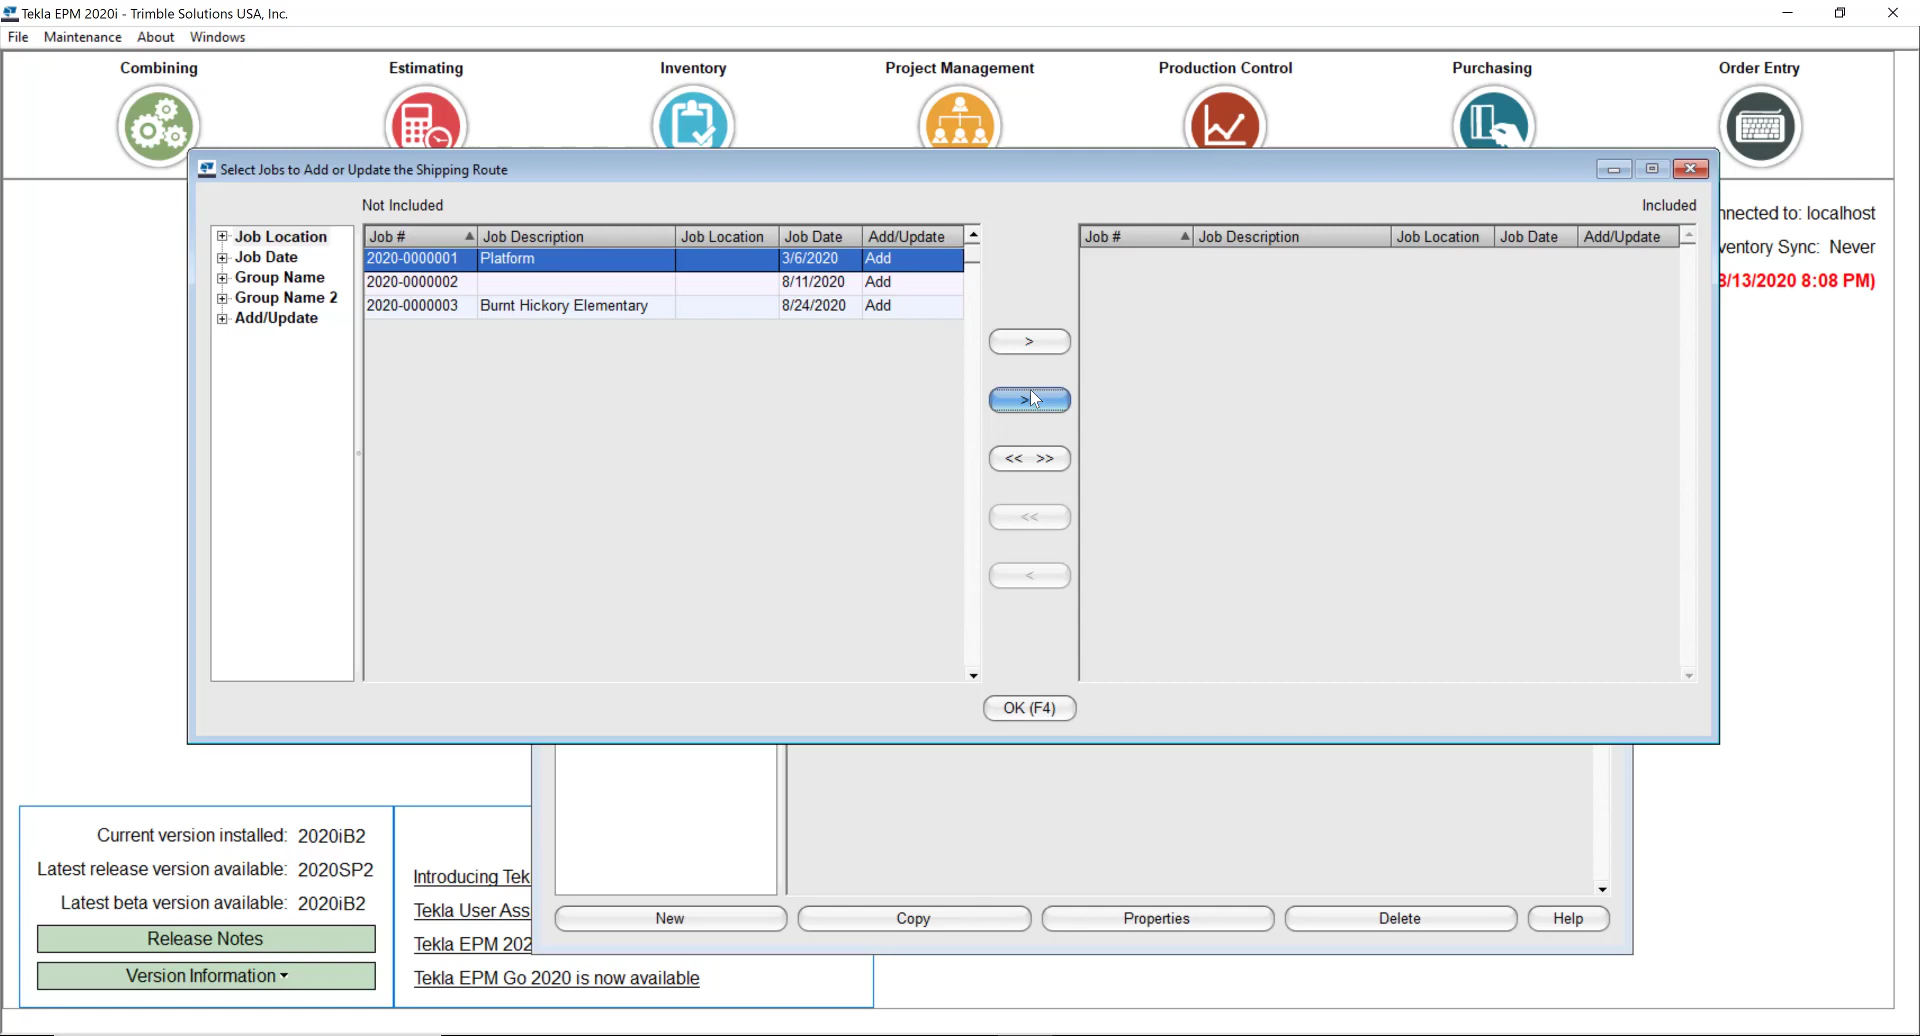 Tekla EPM 2020i - Trimble Solutions USA, Inc.
File Maintenance About Windows
Combining Estimating Inventory Project Management Production Control Purchasing Order Entry
Select Jobs to Add or Update the Shipping Route
Not Included Included
Job Location
Job Date
Group Name
Group Name 2
Add/Update
Job # Job Description Job Location Job Date Add/Update
2020-0000001 Platform 3/6/2020 Add
2020-0000002 8/11/2020 Add
2020-0000003 Burnt Hickory Elementary 8/24/2020 Add
>
>
<< >>
<<
<
Job # Job Description Job Location Job Date Add/Update
OK (F4)
nnected to: localhost
ventory Sync: Never
8/13/2020 8:08 PM)
Current version installed: 2020iB2
Latest release version available: 2020SP2
Latest beta version available: 2020iB2
Release Notes
Version Information
Introducing Tek
Tekla User Ass
Tekla EPM 202
Tekla EPM Go 2020 is now available
New Copy Properties Delete Help